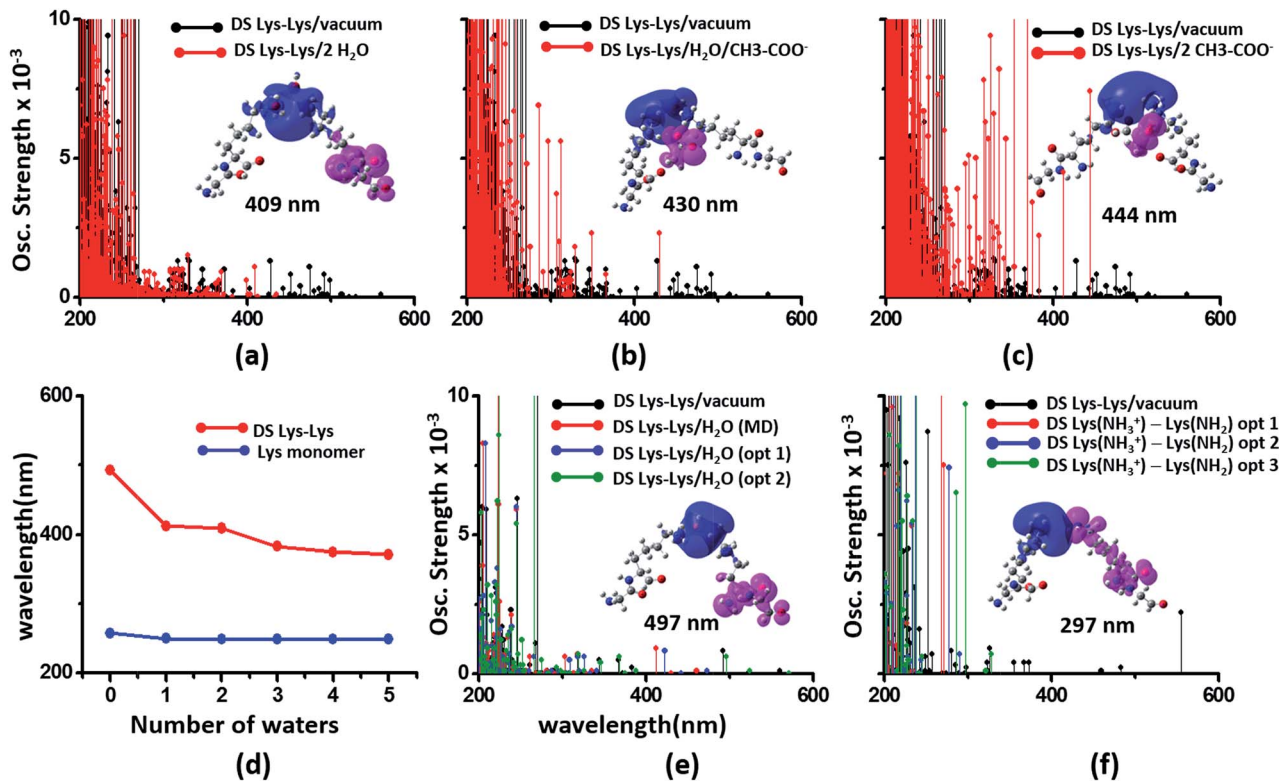 Osc. Strength x 10⁻³
10
5
0
DS Lys-Lys/vacuum
DS Lys-Lys/2 H₂O
409 nm
200
400
600
(a)
DS Lys-Lys/vacuum
DS Lys-Lys/H₂O/CH3-COO⁻
430 nm
200
400
600
(b)
DS Lys-Lys/vacuum
DS Lys-Lys/2 CH3-COO⁻
444 nm
200
400
600
(c)
wavelength(nm)
600
400
200
DS Lys-Lys
Lys monomer
0
1
2
3
4
5
Number of waters
(d)
Osc. Strength x 10⁻³
10
5
0
DS Lys-Lys/vacuum
DS Lys-Lys/H₂O (MD)
DS Lys-Lys/H₂O (opt 1)
DS Lys-Lys/H₂O (opt 2)
497 nm
200
400
600
wavelength(nm)
(e)
Osc. Strength x 10⁻³
10
5
0
DS Lys-Lys/vacuum
DS Lys(NH₃⁺) – Lys(NH₂) opt 1
DS Lys(NH₃⁺) – Lys(NH₂) opt 2
DS Lys(NH₃⁺) – Lys(NH₂) opt 3
297 nm
200
400
600
(f)